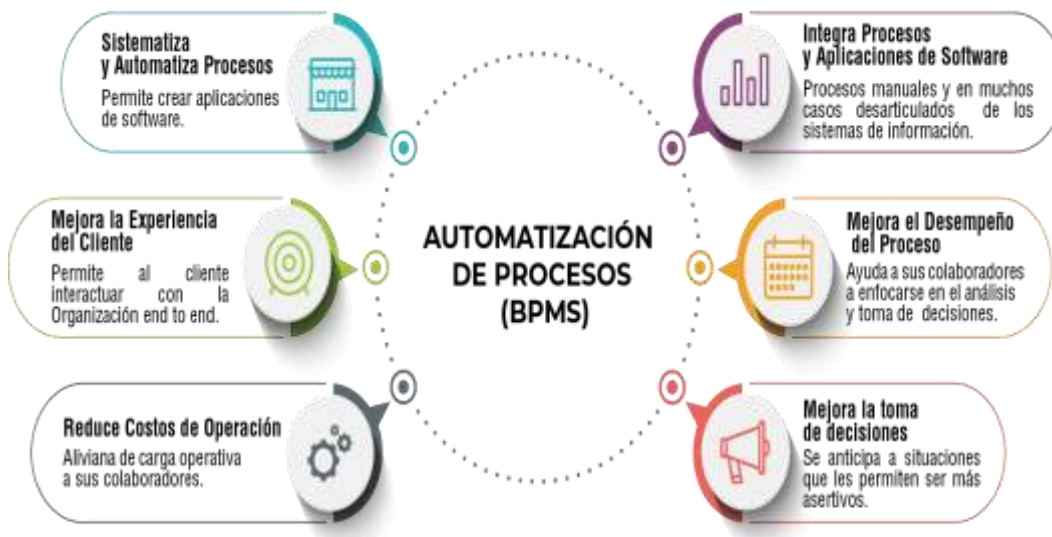 Sistematiza
y Automatiza Procesos
Permite crear aplicaciones
de software.
Mejora la Experiencia
del Cliente
Permite al cliente
interactuar con la
Organización end to end.
Reduce Costos de Operación
Aliviana de carga operativa
a sus colaboradores.
AUTOMATIZACIÓN
DE PROCESOS
(BPMS)
Integra Procesos
y Aplicaciones de Software
Procesos manuales y en muchos
casos desarticulados de los
sistemas de información.
Mejora el Desempeño
del Proceso
Ayuda a sus colaboradores
a enfocarse en el análisis
y toma de decisiones.
Mejora la toma
de decisiones
Se anticipa a situaciones
que les permiten ser más
asertivos.